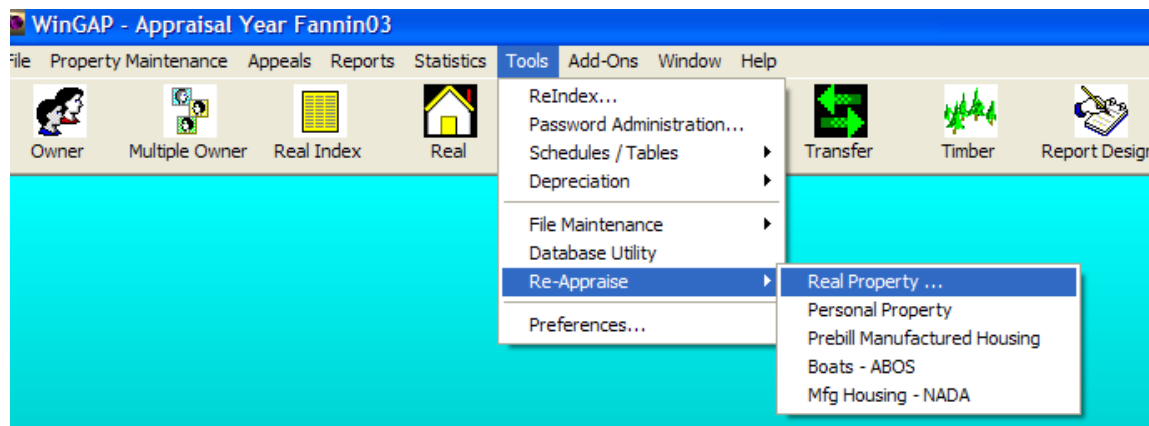 WinGAP - Appraisal Year Fannin03
File Property Maintenance Appeals Reports Statistics Tools Add-Ons Window Help
Owner Multiple Owner Real Index Real Transfer Timber Report Design
ReIndex...
Password Administration...
Schedules / Tables
Depreciation
File Maintenance
Database Utility
Re-Appraise
Preferences...
Real Property ...
Personal Property
Prebill Manufactured Housing
Boats - ABOS
Mfg Housing - NADA